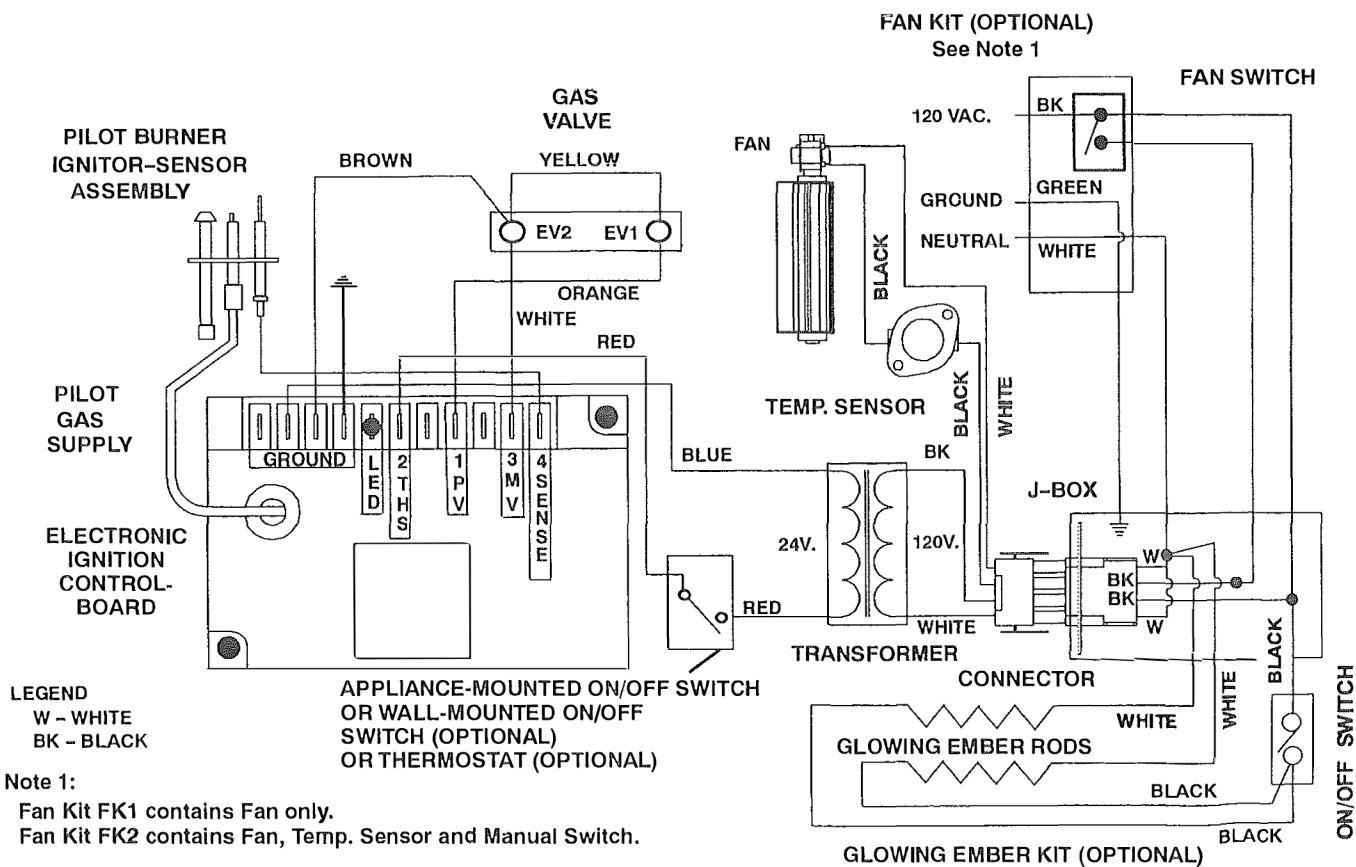 FAN KIT (OPTIONAL)
See Note 1
FAN SWITCH
GAS
VALVE
120 VAC.
BK
PILOT BURNER
IGNITOR–SENSOR
ASSEMBLY
FAN
BROWN
YELLOW
GREEN
GROUND
EV2
EV1
NEUTRAL
WHITE
BLACK
ORANGE
WHITE
RED
PILOT
GAS
SUPPLY
TEMP. SENSOR
BLACK
WHITE
BLUE
BK
GROUND
LED
2 THS
1 PV
3 MV
4 SENSE
J–BOX
ELECTRONIC
IGNITION
CONTROL-
BOARD
24V.
120V.
W
BK
BK
W
RED
WHITE
TRANSFORMER
CONNECTOR
BLACK
WHITE
LEGEND
W – WHITE
BK – BLACK
APPLIANCE-MOUNTED ON/OFF SWITCH
OR WALL-MOUNTED ON/OFF
SWITCH (OPTIONAL)
OR THERMOSTAT (OPTIONAL)
WHITE
GLOWING EMBER RODS
ON/OFF SWITCH
BLACK
BLACK
Note 1:
Fan Kit FK1 contains Fan only.
Fan Kit FK2 contains Fan, Temp. Sensor and Manual Switch.
GLOWING EMBER KIT (OPTIONAL)